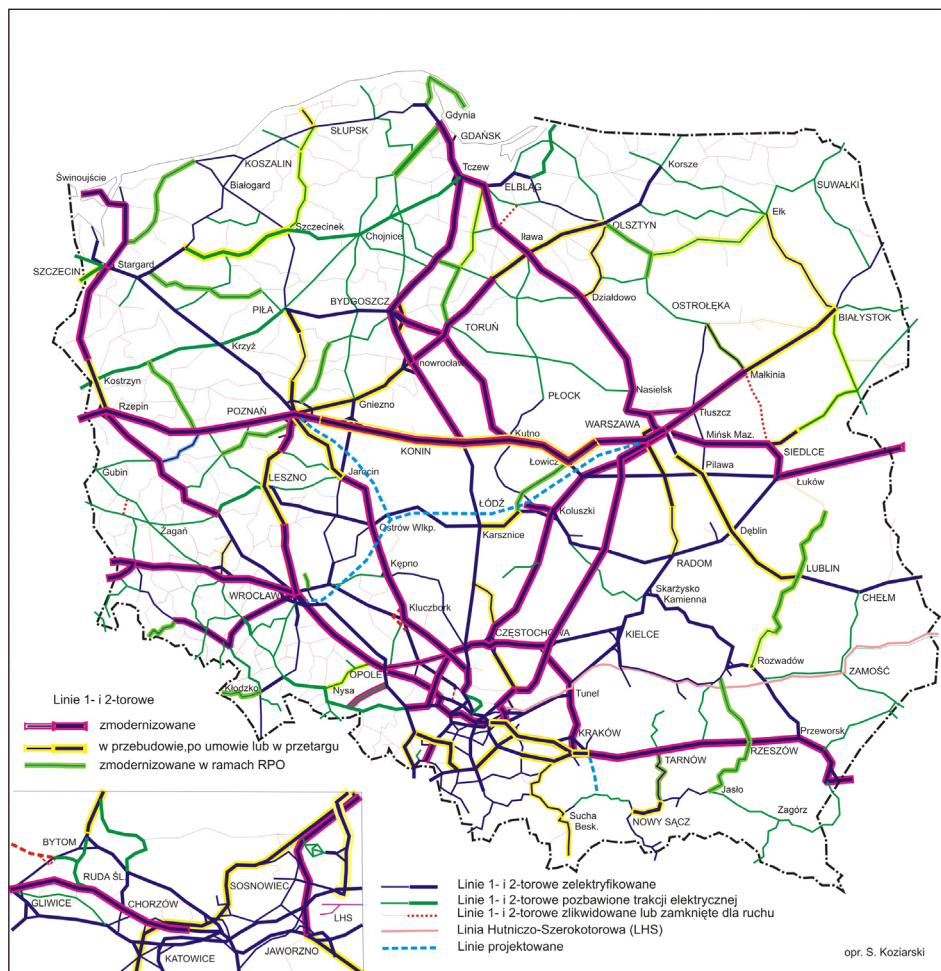 Gdynia
GDAŃSK
SŁUPSK
KOSZALIN
Korsze
Tczew
Świnoujście
Białogard
ELBLĄG
SUWAŁKI
Szczecinek
Chojnice
OLSZTYN
Ełk
Iława
SZCZECIN
Stargard
Działdowo
OSTROŁĘKA
BYDGOSZCZ
PIŁA
TORUŃ
BIAŁYSTOK
Krzyż
Inowrocław
Małkinia
Kostrzyn
Nasielsk
Rzepin
POZNAŃ
Gniezno
PŁOCK
Tłuszcz
WARSZAWA
Kutno
Mińsk Maz.
KONIN
Łowicz
SIEDLCE
Gubin
Jarocin
Pilawa
LESZNO
Łuków
ŁÓDŹ
Koluszki
Żagań
Ostrów Wlkp.
Karsznice
Dęblin
Kępno
RADOM
LUBLIN
WROCŁAW
Skarżysko
Kamienna
CHEŁM
Kluczbork
CZĘSTOCHOWA
KIELCE
OPOLE
Rozwadów
ZAMOŚĆ
Kłodzko
Nysa
Tunel
Linie 1- i 2-torowe
zmodernizowane
w przebudowie,po umowie lub w przetargu
zmodernizowane w ramach RPO
KRAKÓW
Przeworsk
RZESZÓW
TARNÓW
Jasło
Zagórz
Sucha
Besk.
NOWY SĄCZ
BYTOM
RUDA ŚL.
SOSNOWIEC
GLIWICE
CHORZÓW
LHS
KATOWICE
JAWORZNO
Linie 1- i 2-torowe zelektryfikowane
Linie 1- i 2-torowe pozbawione trakcji elektrycznej
Linie 1- i 2-torowe zlikwidowane lub zamknięte dla ruchu
Linia Hutniczo-Szerokotorowa (LHS)
Linie projektowane
opr. S. Koziarski